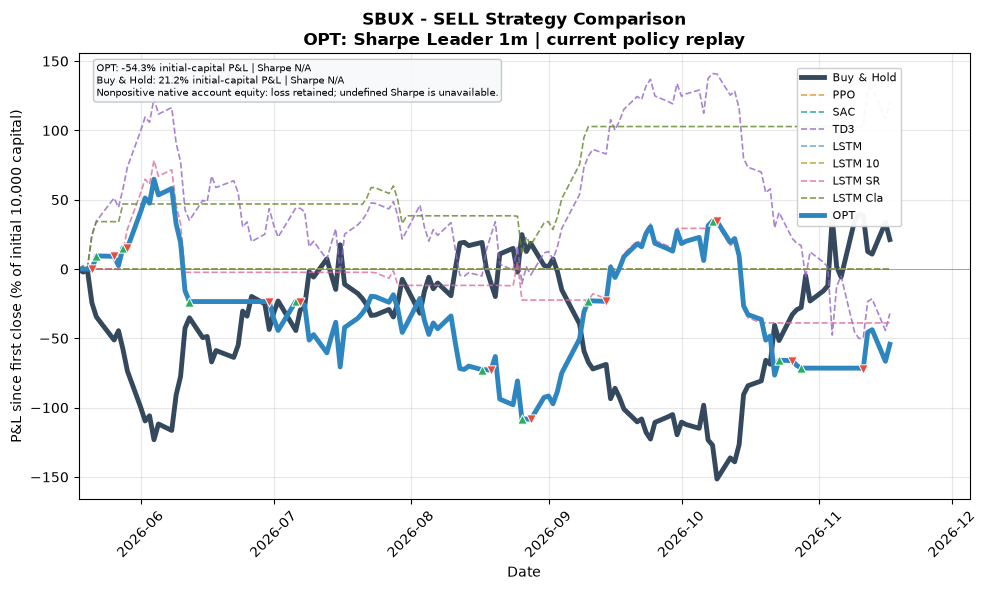 SBUX - SELL Strategy Comparison
OPT: Sharpe Leader 1m | current policy replay
OPT: -54.3% initial-capital P&L | Sharpe N/A
Buy & Hold: 21.2% initial-capital P&L | Sharpe N/A
Nonpositive native account equity: loss retained; undefined Sharpe is unavailable.
Buy & Hold
PPO
SAC
TD3
LSTM
LSTM 10
LSTM SR
LSTM Cla
OPT
P&L since first close (% of initial 10,000 capital)
100
50
0
−50
−100
−150
2026-06
2026-07
2026-08
2026-09
2026-10
2026-11
2026-12
Date